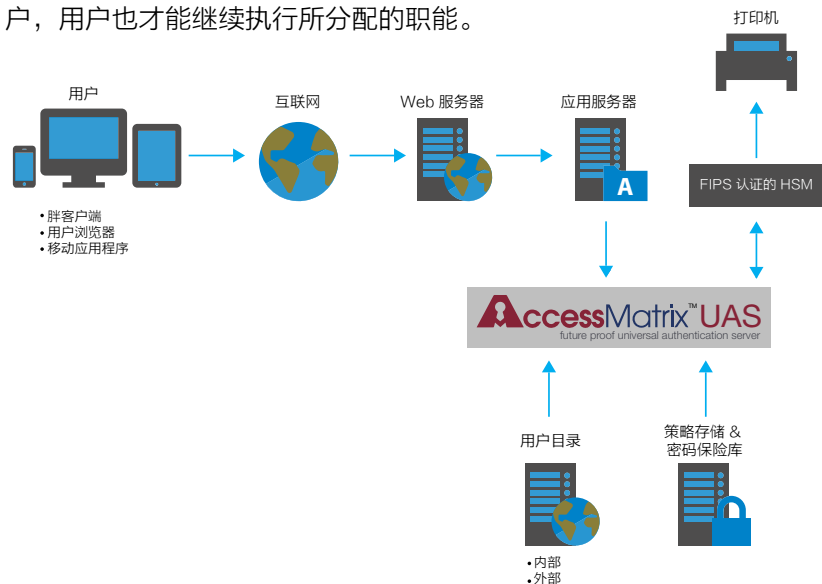 户，用户也才能继续执行所分配的职能。
打印机
用户
互联网
Web 服务器
应用服务器
A
FIPS 认证的 HSM
•胖客户端
•用户浏览器
•移动应用程序
AccessMatrix™ UAS
future proof universal authentication server
用户目录
策略存储 &
密码保险库
•内部
•外部